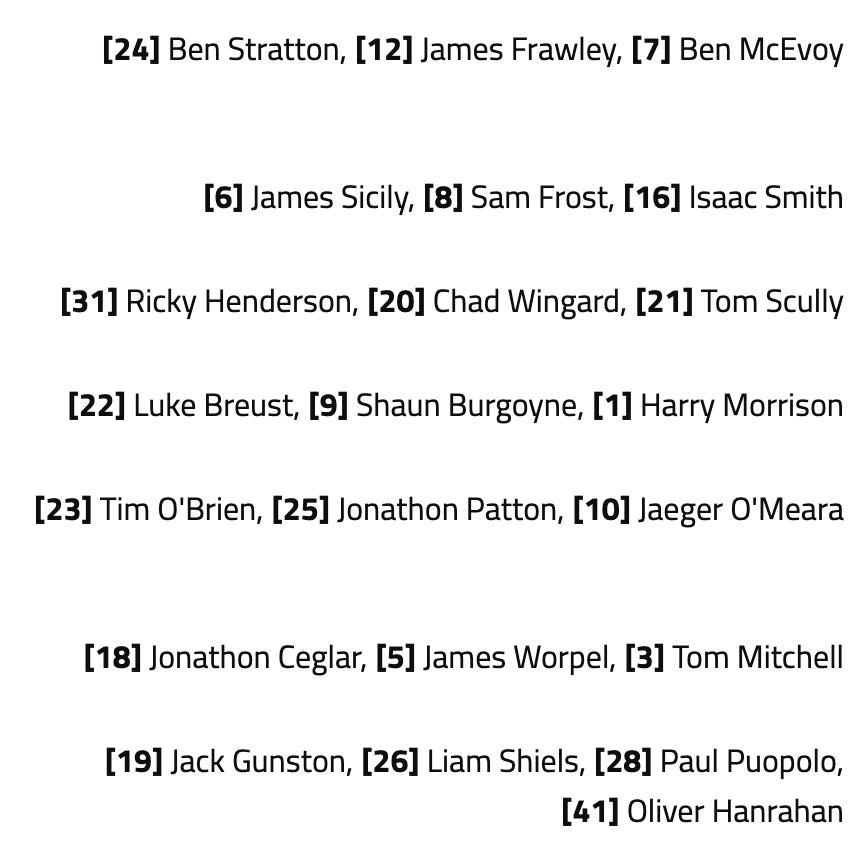 [24] Ben Stratton, [12] James Frawley, [7] Ben McEvoy
[6] James Sicily, [8] Sam Frost, [16] Isaac Smith
[31] Ricky Henderson, [20] Chad Wingard, [21] Tom Scully
[22] Luke Breust, [9] Shaun Burgoyne, [1] Harry Morrison
[23] Tim O'Brien, [25] Jonathon Patton, [10] Jaeger O'Meara
[18] Jonathon Ceglar, [5] James Worpel, [3] Tom Mitchell
[19] Jack Gunston, [26] Liam Shiels, [28] Paul Puopolo,
[41] Oliver Hanrahan